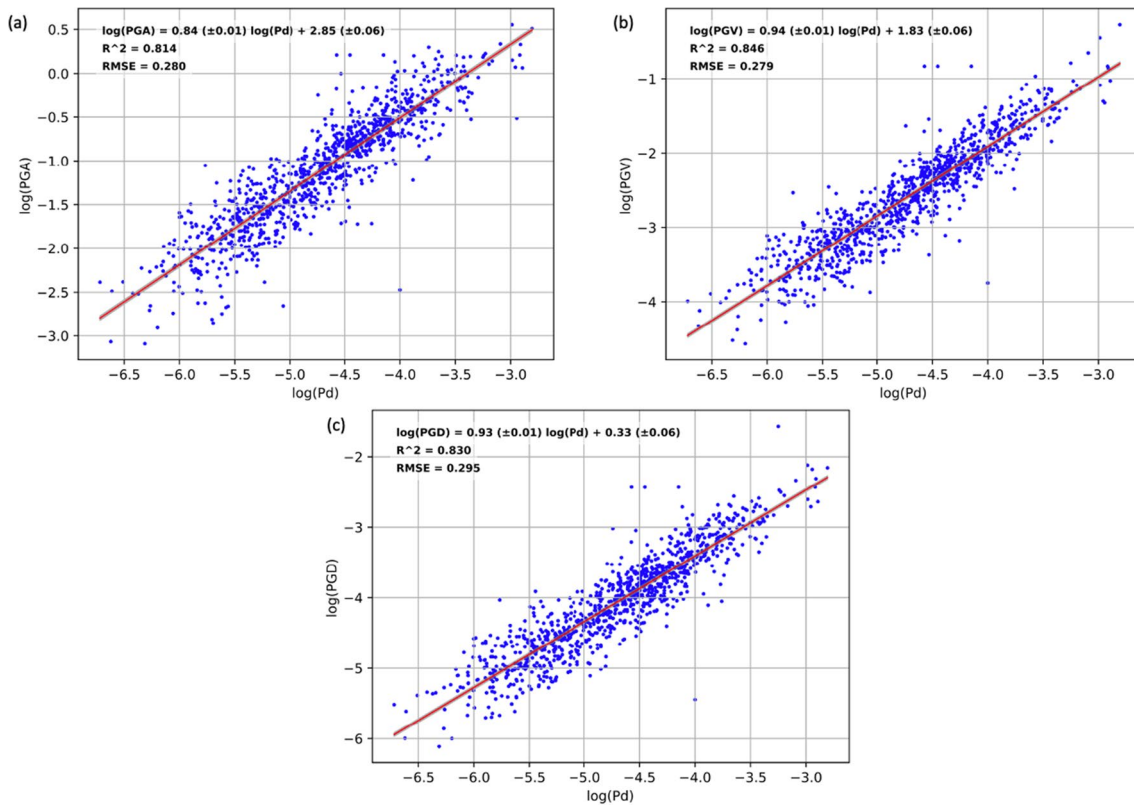 (a)
log(PGA) = 0.84 (±0.01) log(Pd) + 2.85 (±0.06)
R^2 = 0.814
RMSE = 0.280
0.5
0.0
−0.5
−1.0
−1.5
−2.0
−2.5
−3.0
log(PGA)
−6.5 −6.0 −5.5 −5.0 −4.5 −4.0 −3.5 −3.0
log(Pd)
(b)
log(PGV) = 0.94 (±0.01) log(Pd) + 1.83 (±0.06)
R^2 = 0.846
RMSE = 0.279
−1
−2
−3
−4
log(PGV)
−6.5 −6.0 −5.5 −5.0 −4.5 −4.0 −3.5 −3.0
log(Pd)
(c)
log(PGD) = 0.93 (±0.01) log(Pd) + 0.33 (±0.06)
R^2 = 0.830
RMSE = 0.295
−2
−3
−4
−5
−6
log(PGD)
−6.5 −6.0 −5.5 −5.0 −4.5 −4.0 −3.5 −3.0
log(Pd)